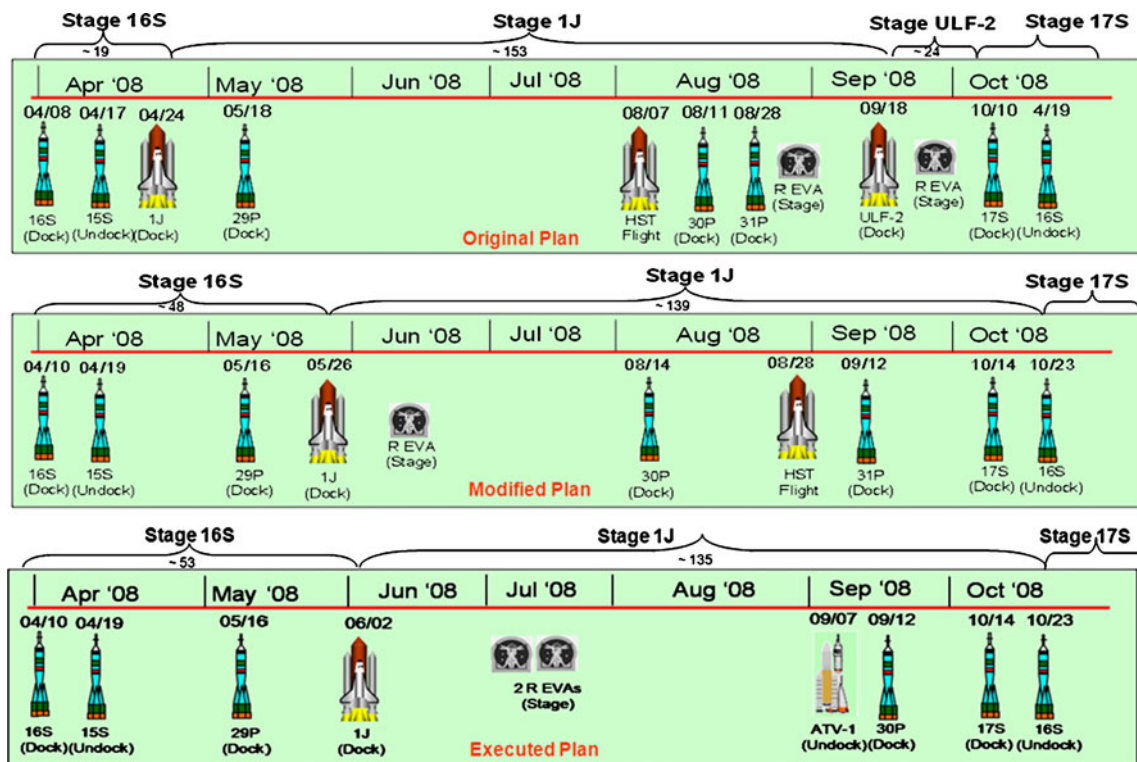 Stage 16S Stage 1J Stage ULF-2 Stage 17S
~ 19 ~ 153 ~ 24
Apr '08 May '08 Jun '08 Jul '08 Aug '08 Sep '08 Oct '08
04/08 04/17 04/24 05/18 08/07 08/11 08/28 09/18 10/10 4/19
16S 15S 1J 29P HST 30P 31P R EVA ULF-2 R EVA 17S 16S
(Dock) (Undock) (Dock) (Dock) Flight (Dock) (Dock) (Stage) (Dock) (Stage) (Dock) (Undock)
Original Plan
Stage 16S Stage 1J Stage 17S
~ 48 ~ 139
Apr '08 May '08 Jun '08 Jul '08 Aug '08 Sep '08 Oct '08
04/10 04/19 05/16 05/26 08/14 08/28 09/12 10/14 10/23
16S 15S 29P 1J R EVA 30P HST 31P 17S 16S
(Dock) (Undock) (Dock) (Dock) (Stage) (Dock) Flight (Dock) (Dock) (Undock)
Modified Plan
Stage 16S Stage 1J Stage 17S
~ 53 ~ 135
Apr '08 May '08 Jun '08 Jul '08 Aug '08 Sep '08 Oct '08
04/10 04/19 05/16 06/02 09/07 09/12 10/14 10/23
16S 15S 29P 1J 2 R EVAs ATV-1 30P 17S 16S
(Dock) (Undock) (Dock) (Dock) (Stage) (Undock) (Dock) (Dock) (Undock)
Executed Plan